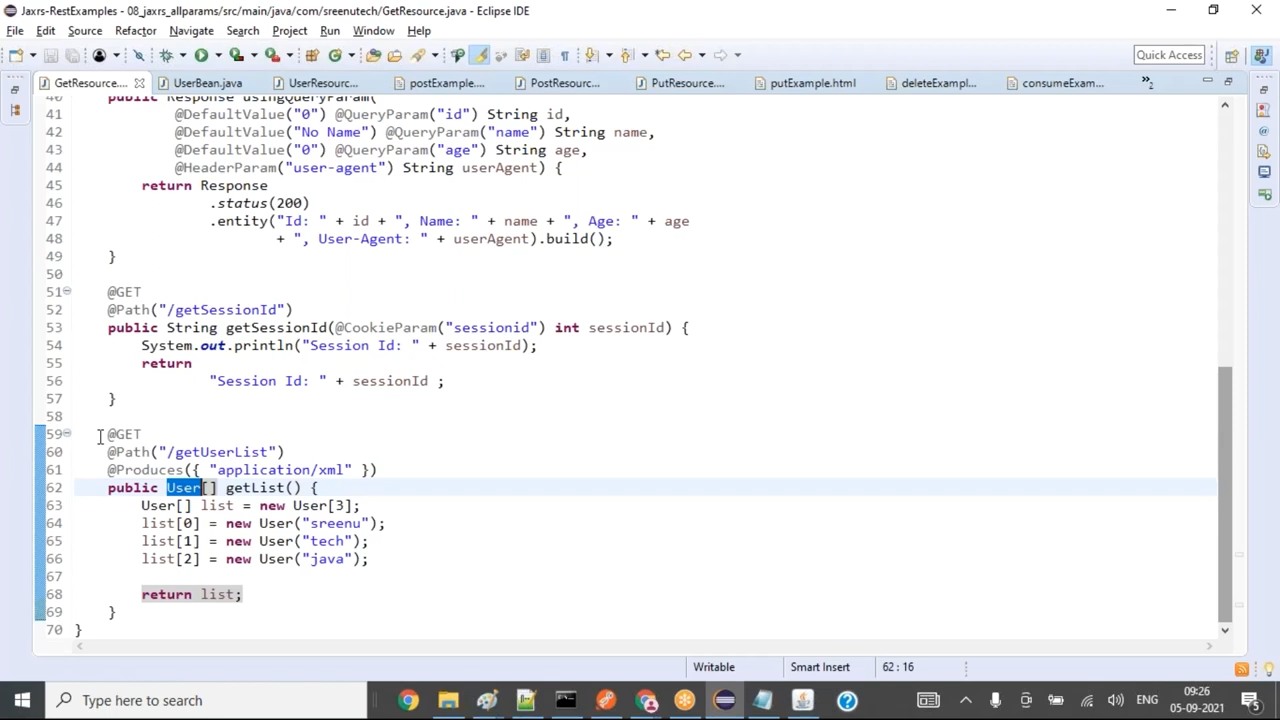 Jaxrs-RestExamples - 08_jaxrs_allparams/src/main/java/com/sreenutech/GetResource.java - Eclipse IDE
File Edit Source Refactor Navigate Search Project Run Window Help
Quick Access
GetResource.... UserBean.java UserResourc... postExample.... PostResourc... PutResource.... putExample.html deleteExampl... consumeExam... »2
40 public Response usingQueryParam(
41 @DefaultValue("0") @QueryParam("id") String id,
42 @DefaultValue("No Name") @QueryParam("name") String name,
43 @DefaultValue("0") @QueryParam("age") String age,
44 @HeaderParam("user-agent") String userAgent) {
45 return Response
46 .status(200)
47 .entity("Id: " + id + ", Name: " + name + ", Age: " + age
48 + ", User-Agent: " + userAgent).build();
49 }
50
51 @GET
52 @Path("/getSessionId")
53 public String getSessionId(@CookieParam("sessionid") int sessionId) {
54 System.out.println("Session Id: " + sessionId);
55 return
56 "Session Id: " + sessionId ;
57 }
58
59 @GET
60 @Path("/getUserList")
61 @Produces({ "application/xml" })
62 public User[] getList() {
63 User[] list = new User[3];
64 list[0] = new User("sreenu");
65 list[1] = new User("tech");
66 list[2] = new User("java");
67
68 return list;
69 }
70 }
Writable Smart Insert 62 : 16
Type here to search
ENG
09:26
05-09-2021
5